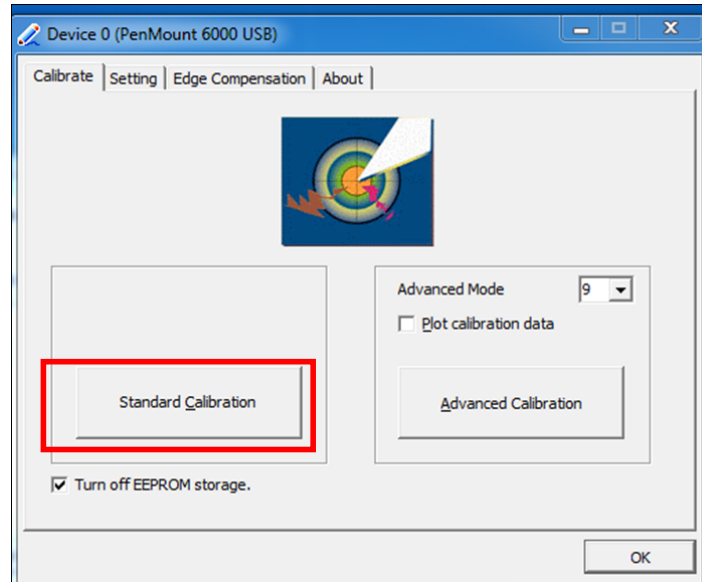 Device 0 (PenMount 6000 USB)
Calibrate Setting Edge Compensation About
Advanced Mode 9
Plot calibration data
Standard Calibration Advanced Calibration
Turn off EEPROM storage.
OK